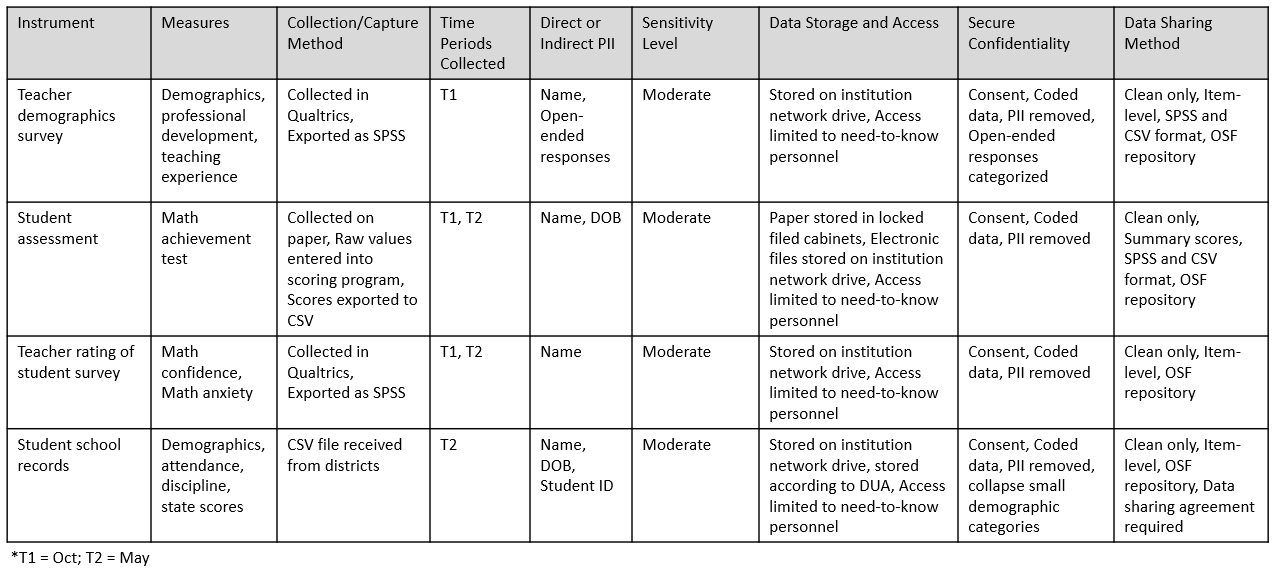 Instrument
Measures
Collection/Capture
Method
Time
Periods
Collected
Direct or
Indirect PII
Sensitivity
Level
Data Storage and Access
Secure
Confidentiality
Data Sharing
Method
Teacher
demographics
survey
Demographics,
professional
development,
teaching
experience
Collected in
Qualtrics,
Exported as SPSS
T1
Name,
Open-
ended
responses
Moderate
Stored on institution
network drive, Access
limited to need-to-know
personnel
Consent, Coded
data, PII removed,
Open-ended
responses
categorized
Clean only, Item-
level, SPSS and
CSV format, OSF
repository
Student
assessment
Math
achievement
test
Collected on
paper, Raw values
entered into
scoring program,
Scores exported to
CSV
T1, T2
Name, DOB
Moderate
Paper stored in locked
filed cabinets, Electronic
files stored on institution
network drive, Access
limited to need-to-know
personnel
Consent, Coded
data, PII removed
Clean only,
Summary scores,
SPSS and CSV
format, OSF
repository
Teacher rating of
student survey
Math
confidence,
Math anxiety
Collected in
Qualtrics,
Exported as SPSS
T1, T2
Name
Moderate
Stored on institution
network drive, Access
limited to need-to-know
personnel
Consent, Coded
data, PII removed
Clean only, Item-
level, OSF
repository
Student school
records
Demographics,
attendance,
discipline,
state scores
CSV file received
from districts
T2
Name,
DOB,
Student ID
Moderate
Stored on institution
network drive, stored
according to DUA, Access
limited to need-to-know
personnel
Consent, Coded
data, PII removed,
collapse small
demographic
categories
Clean only, Item-
level, OSF
repository, Data
sharing agreement
required
*T1 = Oct; T2 = May